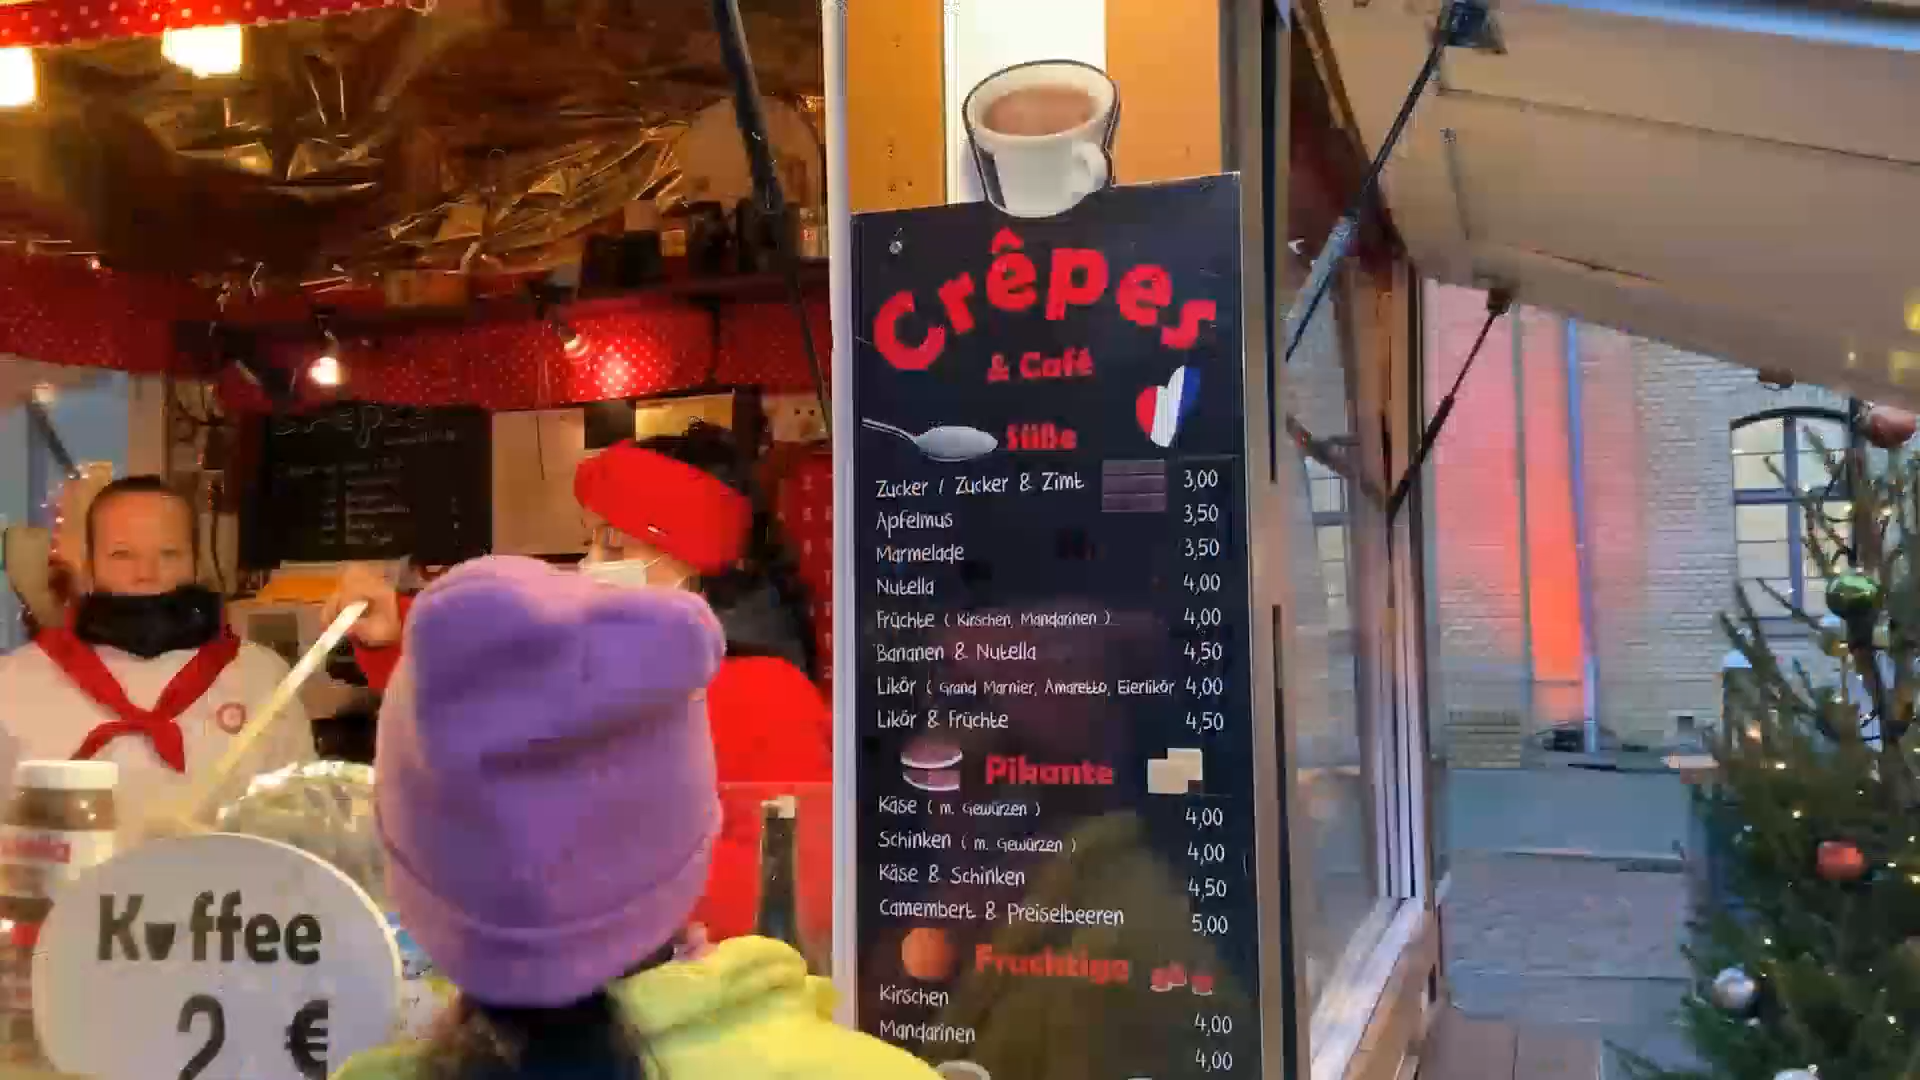 Crêpes
& Café
Süße
Zucker / Zucker & Zimt 3,00
Apfelmus 3,50
Marmelade 3,50
Nutella 4,00
Früchte ( Kirschen, Mandarinen ) 4,00
Bananen & Nutella 4,50
Likör ( Grand Marnier, Amaretto, Eierlikör 4,00
Likör & Früchte 4,50
Pikante
Käse ( m. Gewürzen ) 4,00
Schinken ( m. Gewürzen ) 4,00
Käse & Schinken 4,50
Camembert & Preiselbeeren 5,00
Fruchtige
Kirschen 4,00
Mandarinen 4,00
Kaffee
2 €